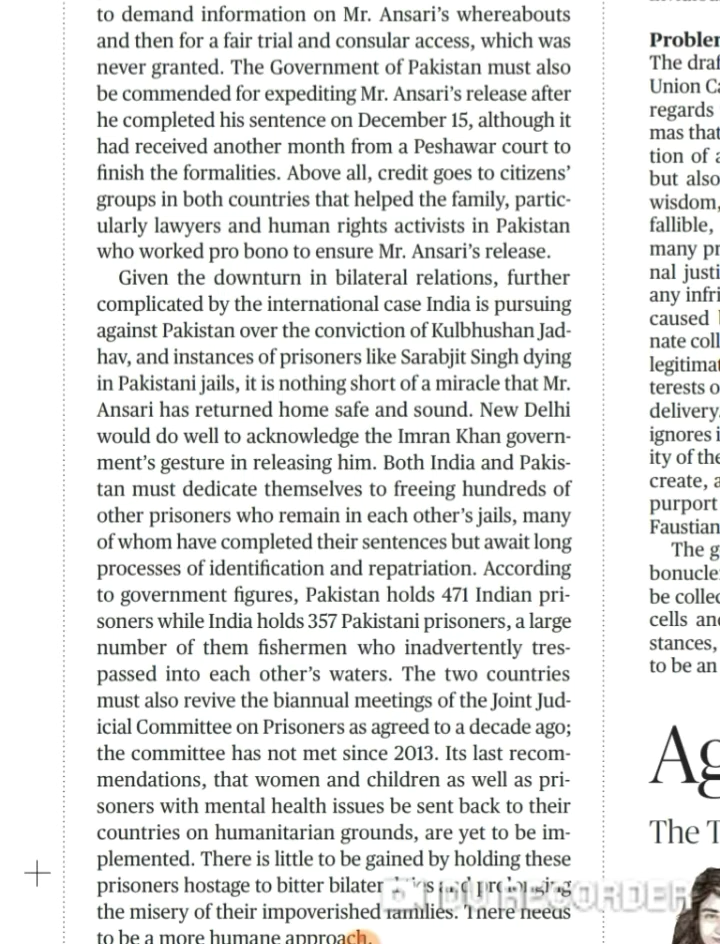 to demand information on Mr. Ansari's whereabouts
and then for a fair trial and consular access, which was
never granted. The Government of Pakistan must also
be commended for expediting Mr. Ansari's release after
he completed his sentence on December 15, although it
had received another month from a Peshawar court to
finish the formalities. Above all, credit goes to citizens'
groups in both countries that helped the family, partic-
ularly lawyers and human rights activists in Pakistan
who worked pro bono to ensure Mr. Ansari's release.
Given the downturn in bilateral relations, further
complicated by the international case India is pursuing
against Pakistan over the conviction of Kulbhushan Jad-
hav, and instances of prisoners like Sarabjit Singh dying
in Pakistani jails, it is nothing short of a miracle that Mr.
Ansari has returned home safe and sound. New Delhi
would do well to acknowledge the Imran Khan govern-
ment's gesture in releasing him. Both India and Pakis-
tan must dedicate themselves to freeing hundreds of
other prisoners who remain in each other's jails, many
of whom have completed their sentences but await long
processes of identification and repatriation. According
to government figures, Pakistan holds 471 Indian pri-
soners while India holds 357 Pakistani prisoners, a large
number of them fishermen who inadvertently tres-
passed into each other's waters. The two countries
must also revive the biannual meetings of the Joint Jud-
icial Committee on Prisoners as agreed to a decade ago;
the committee has not met since 2013. Its last recom-
mendations, that women and children as well as pri-
soners with mental health issues be sent back to their
countries on humanitarian grounds, are yet to be im-
plemented. There is little to be gained by holding these
prisoners hostage to bitter and prolonging
the misery of their impoverished families. There needs
to be a more humane approach.
Problem
The draf
Union Ca
regards
mas that
tion of a
but also
wisdom,
fallible,
many pr
nal justi
any infri
caused
nate coll
legitimat
terests o
delivery.
ignores i
ity of the
create, a
purport
Faustian
The g
bonucle
be collec
cells and
stances,
to be an
Ag
The T
DU RECORDER